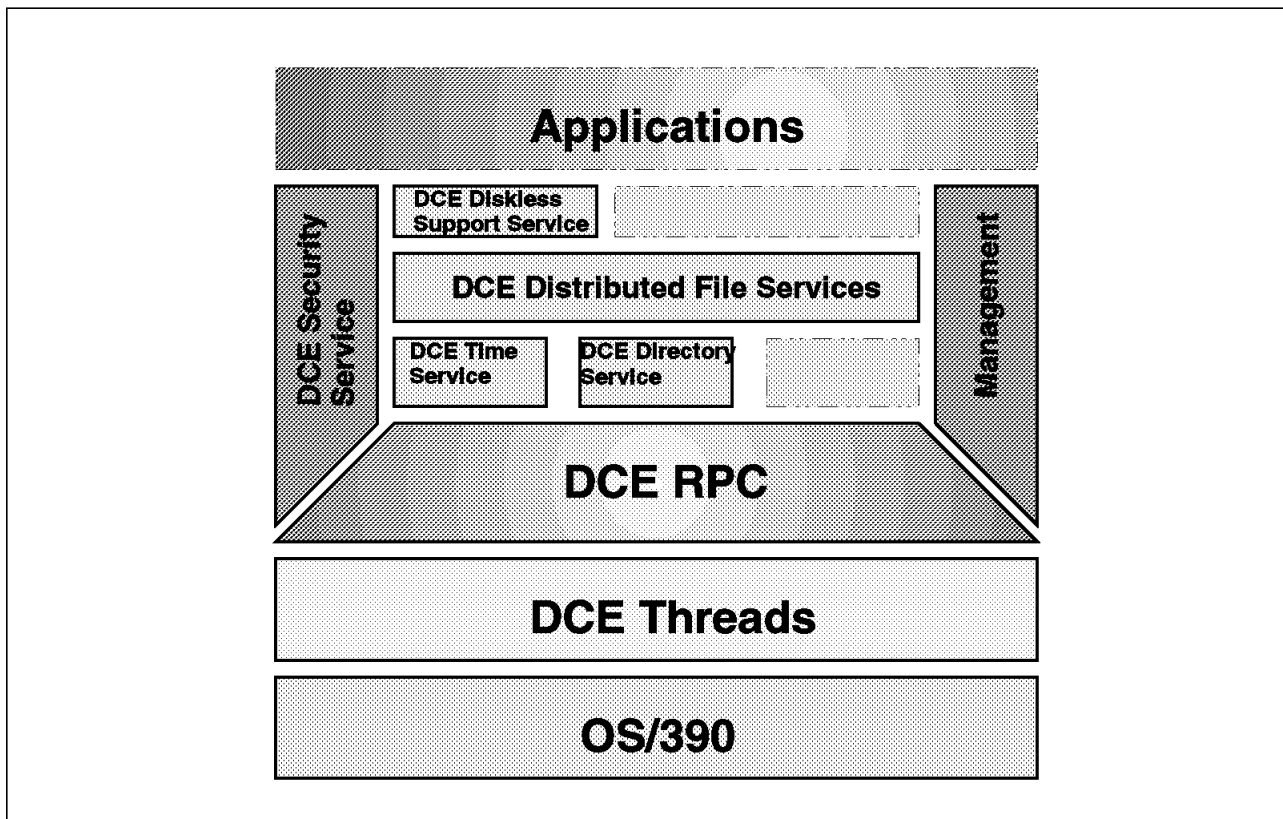 Applications
DCE Diskless
Support Service
DCE Distributed File Services
DCE Security
Service
Management
DCE Time
Service
DCE Directory
Service
DCE RPC
DCE Threads
OS/390